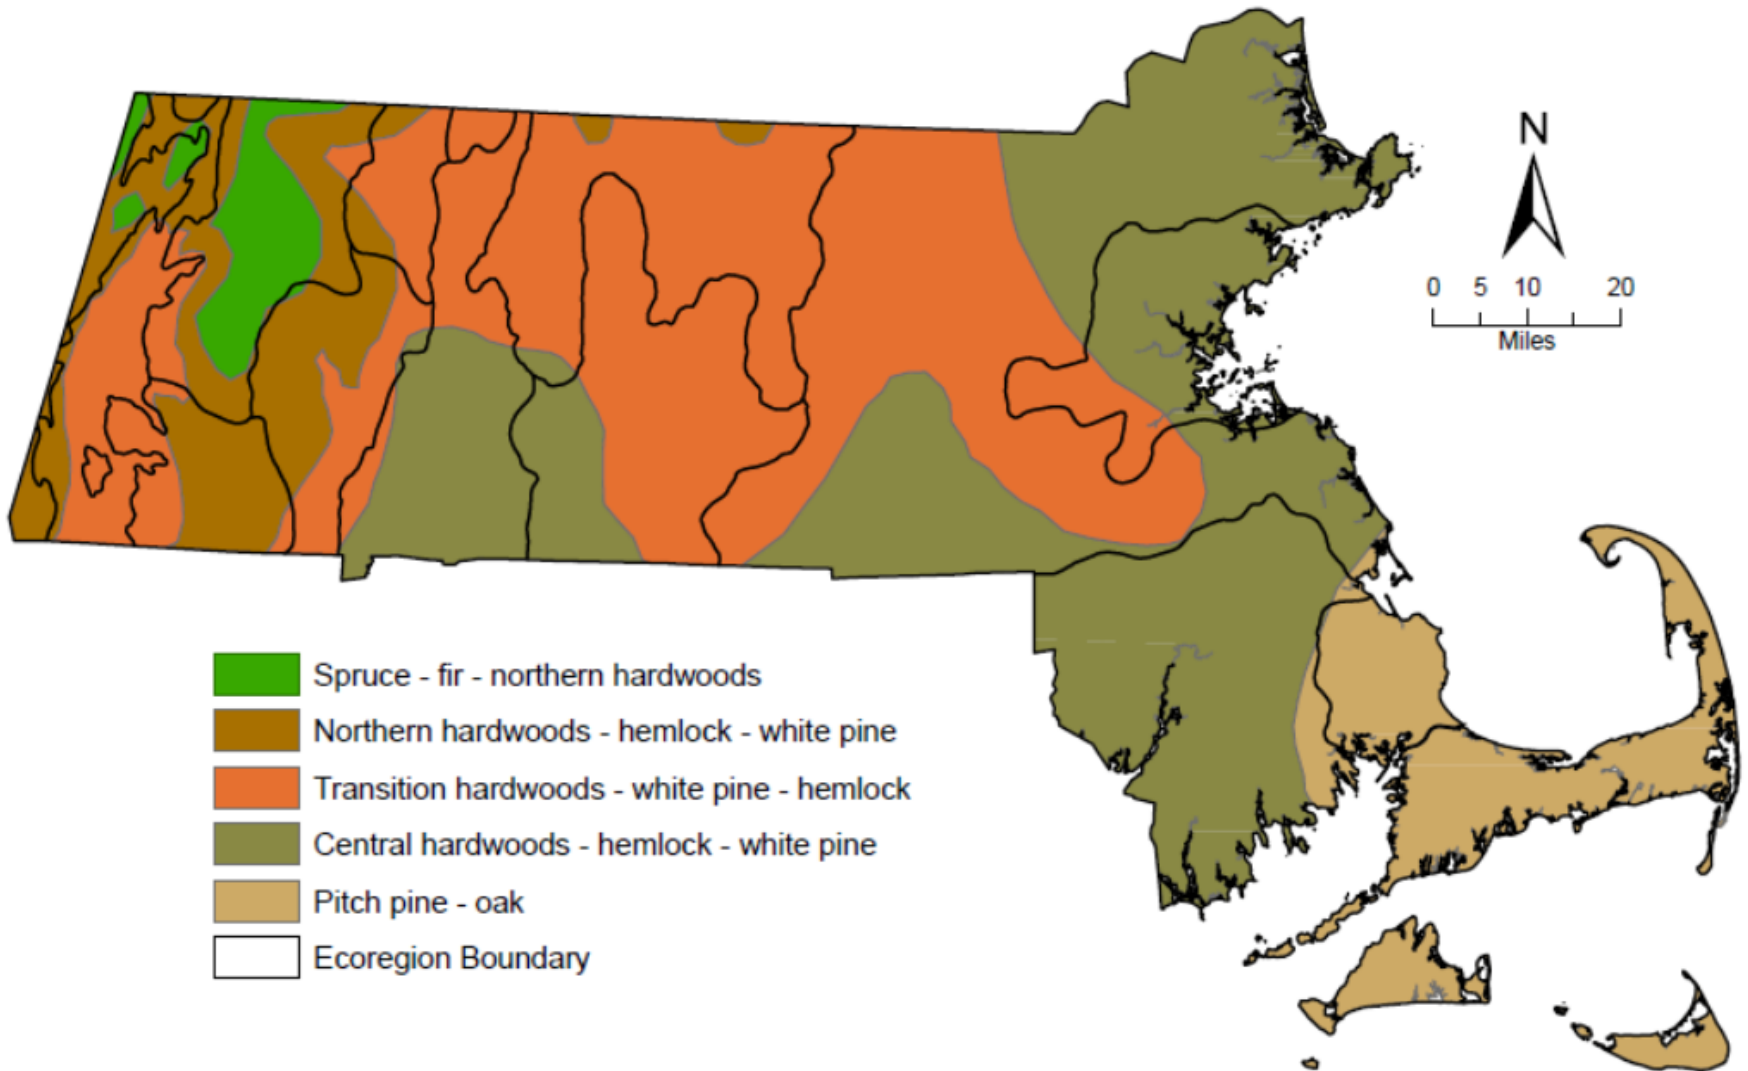 N
0 5 10 20
Miles
Spruce - fir - northern hardwoods
Northern hardwoods - hemlock - white pine
Transition hardwoods - white pine - hemlock
Central hardwoods - hemlock - white pine
Pitch pine - oak
Ecoregion Boundary